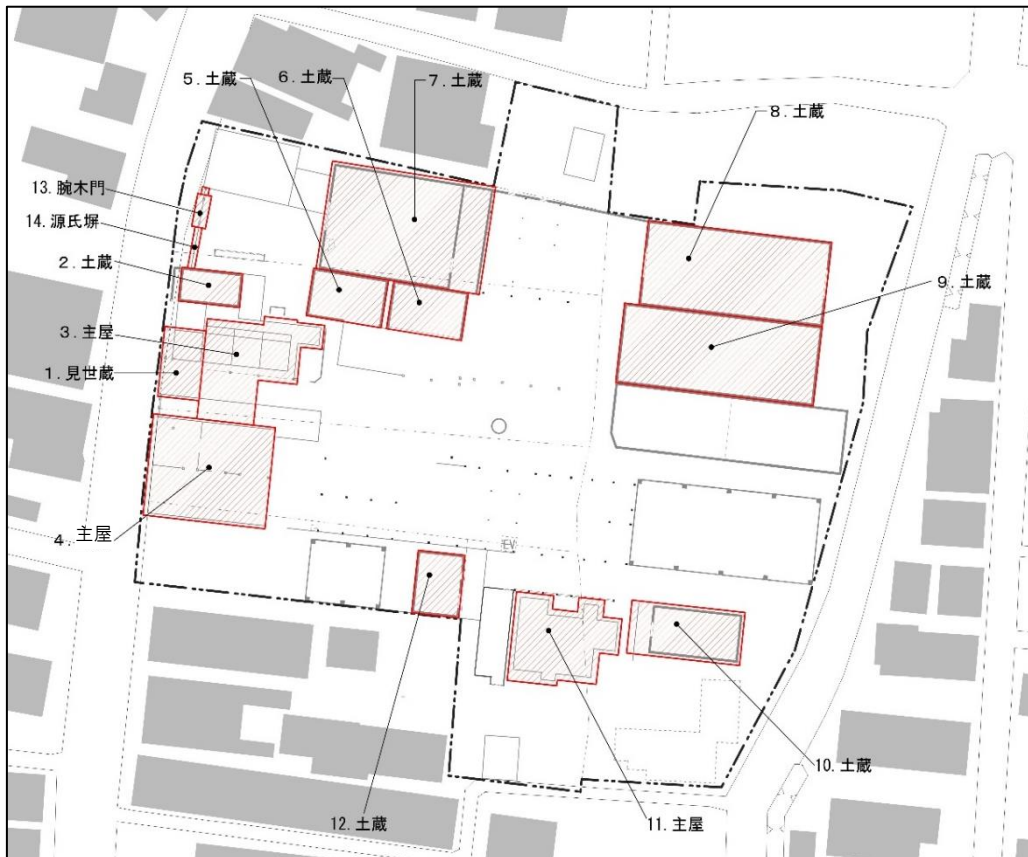 5. 土蔵
6. 土蔵
7. 土蔵
8. 土蔵
13. 腕木門
14. 源氏塀
2. 土蔵
9. 土蔵
3. 主屋
1. 見世蔵
4. 主屋
EV
10. 土蔵
12. 土蔵
11. 主屋